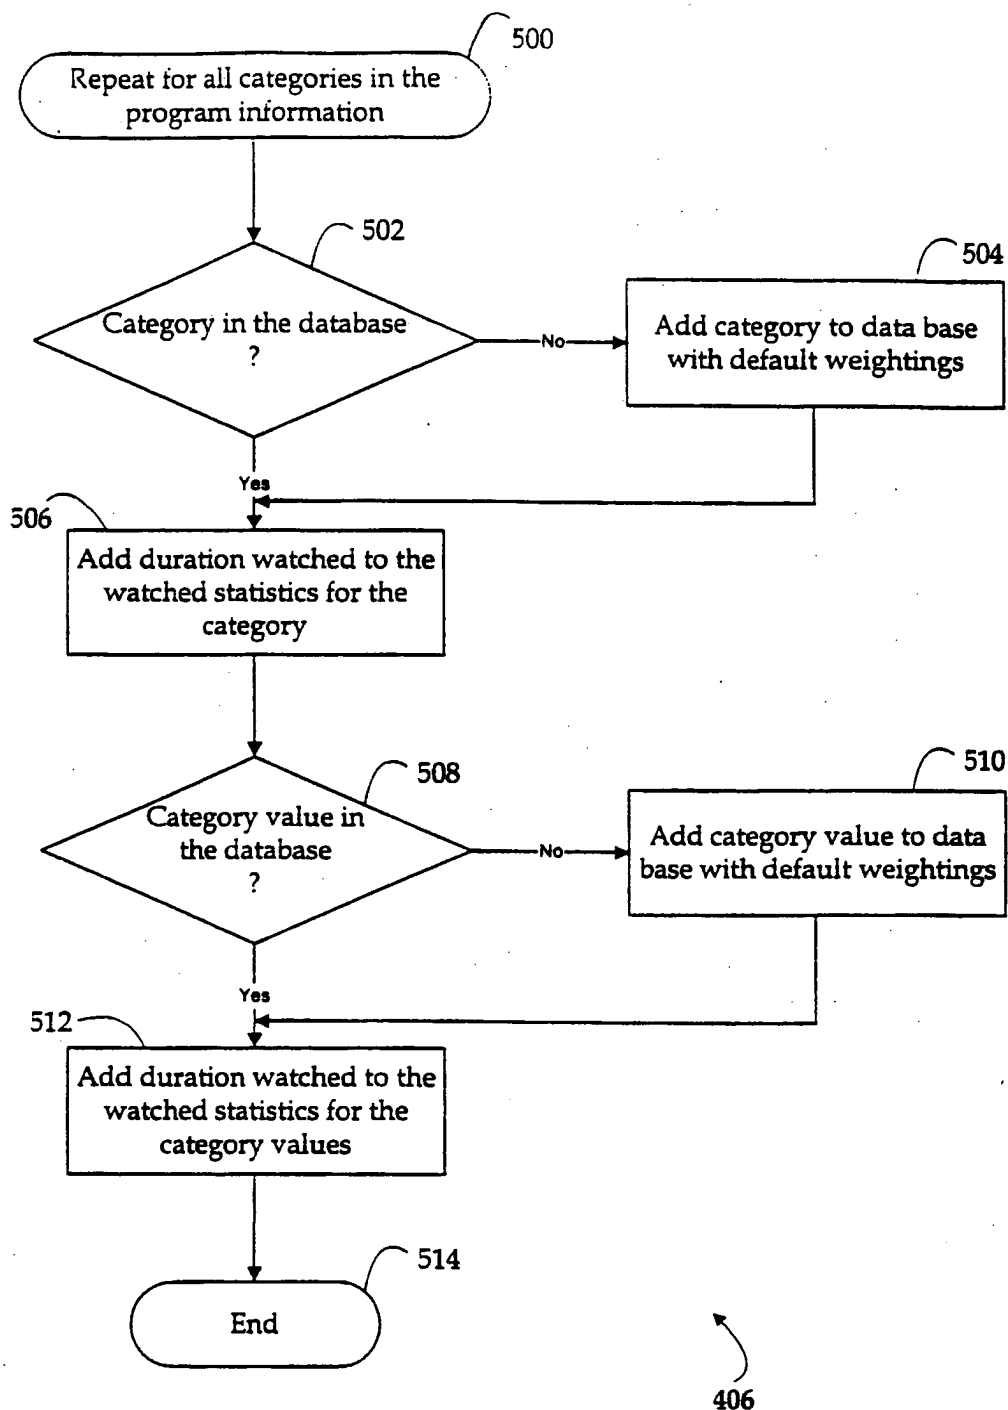 500
Repeat for all categories in the
program information
502
Category in the database
?
No
504
Add category to data base
with default weightings
Yes
506
Add duration watched to the
watched statistics for the
category
508
Category value in
the database
?
No
510
Add category value to data
base with default weightings
Yes
512
Add duration watched to the
watched statistics for the
category values
514
End
406